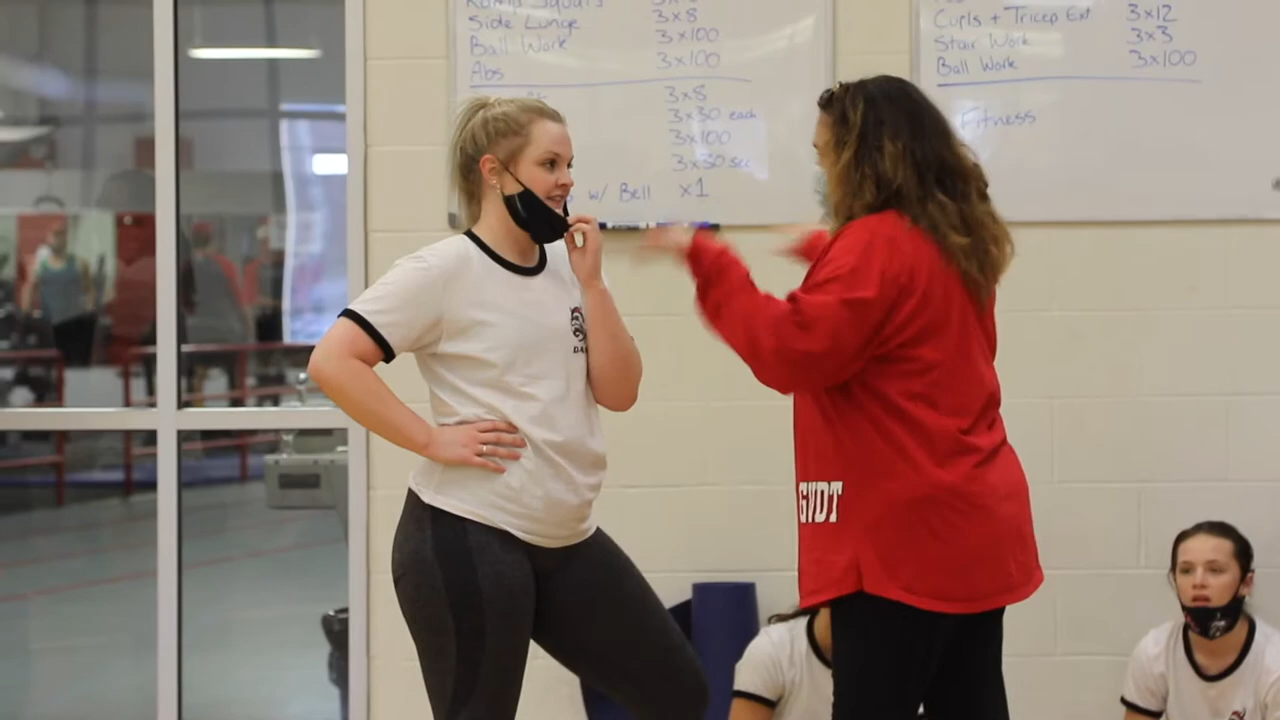 Side Lunge 3x8
Ball Work 3x100
Abs 3x100
3x8
3x30 each
3x100
3x30 sec
w/ Bell x1
Curls + Tricep Ext 3x12
Stair Work 3x3
Ball Work 3x100
Fitness
GVDT